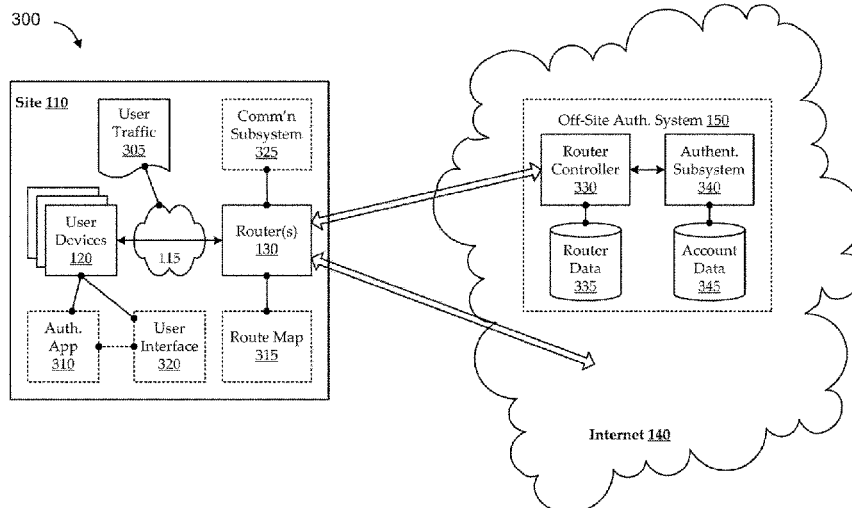 300
Site 110
User
Traffic
305
Comm'n
Subsystem
325
User
Devices
120
115
Router(s)
130
Auth.
App
310
User
Interface
320
Route Map
315
Off-Site Auth. System 150
Router
Controller
330
Authent.
Subsystem
340
Router
Data
335
Account
Data
345
Internet 140